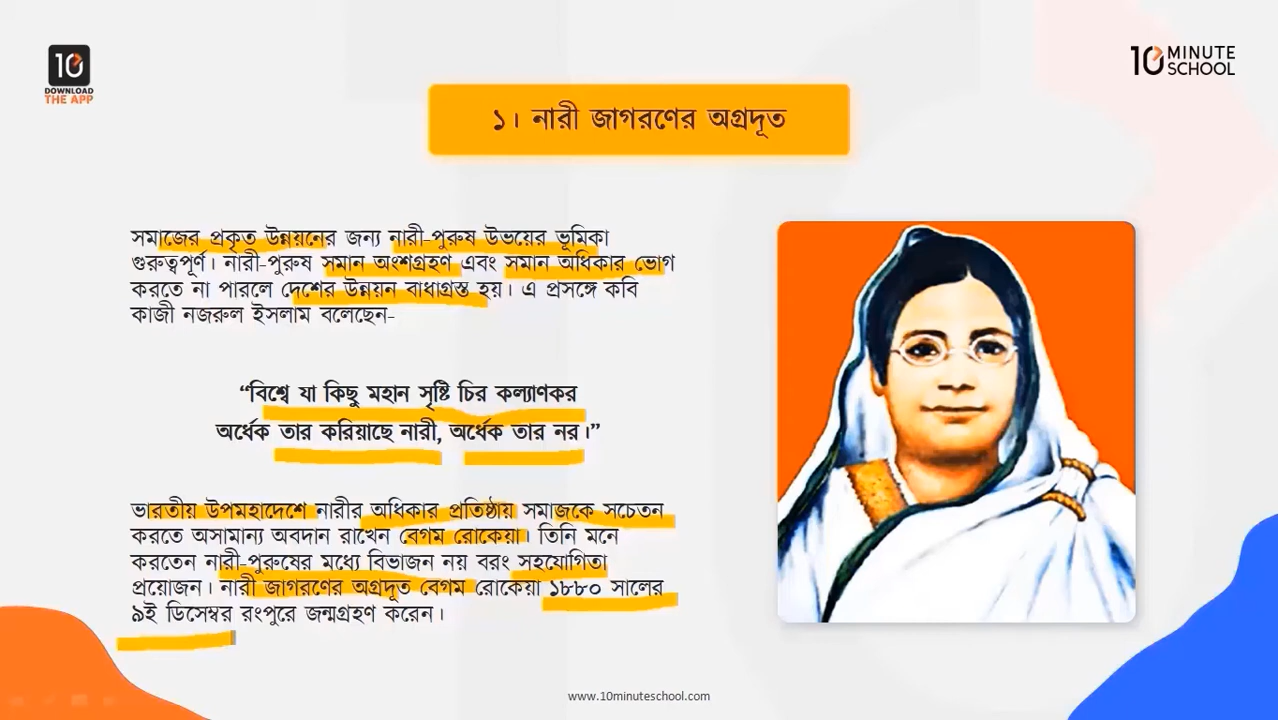 10
DOWNLOAD
THE APP
10 MINUTE
SCHOOL
১। নারী জাগরণের অগ্রদূত
সমাজের প্রকৃত উন্নয়নের জন্য নারী-পুরুষ উভয়ের ভূমিকা
গুরুত্বপূর্ণ। নারী-পুরুষ সমান অংশগ্রহণ এবং সমান অধিকার ভোগ
করতে না পারলে দেশের উন্নয়ন বাধাগ্রস্ত হয়। এ প্রসঙ্গে কবি
কাজী নজরুল ইসলাম বলেছেন-
“বিশ্বে যা কিছু মহান সৃষ্টি চির কল্যাণকর
অর্ধেক তার করিয়াছে নারী, অর্ধেক তার নর।”
ভারতীয় উপমহাদেশে নারীর অধিকার প্রতিষ্ঠায় সমাজকে সচেতন
করতে অসামান্য অবদান রাখেন বেগম রোকেয়া। তিনি মনে
করতেন নারী-পুরুষের মধ্যে বিভাজন নয় বরং সহযোগিতা
প্রয়োজন। নারী জাগরণের অগ্রদূত বেগম রোকেয়া ১৮৮০ সালের
৯ই ডিসেম্বর রংপুরে জন্মগ্রহণ করেন।
www.10minuteschool.com